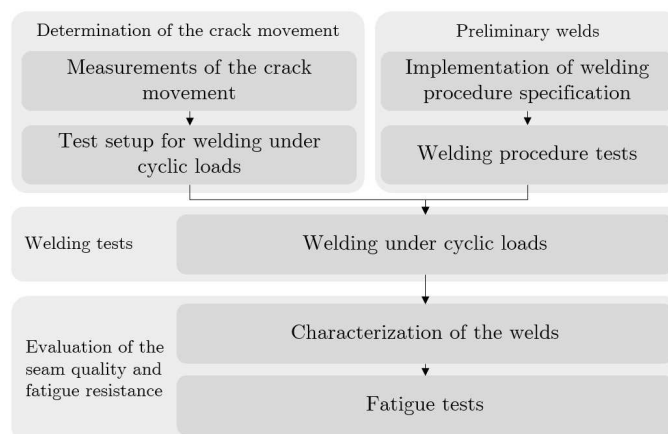 Determination of the crack movement
Measurements of the crack
movement
Test setup for welding under
cyclic loads
Preliminary welds
Implementation of welding
procedure specification
Welding procedure tests
Welding tests
Welding under cyclic loads
Evaluation of the
seam quality and
fatigue resistance
Characterization of the welds
Fatigue tests